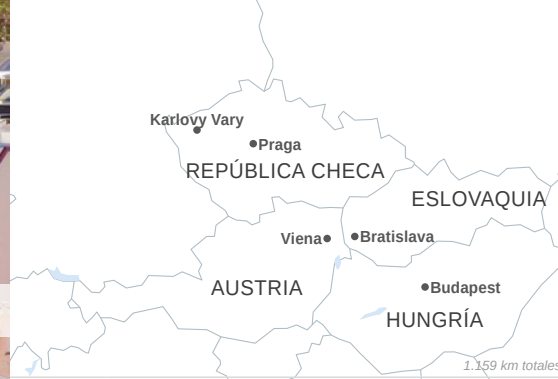 Karlovy Vary
Praga
REPÚBLICA CHECA
ESLOVAQUIA
Viena
Bratislava
AUSTRIA
Budapest
HUNGRÍA
1.159 km totales